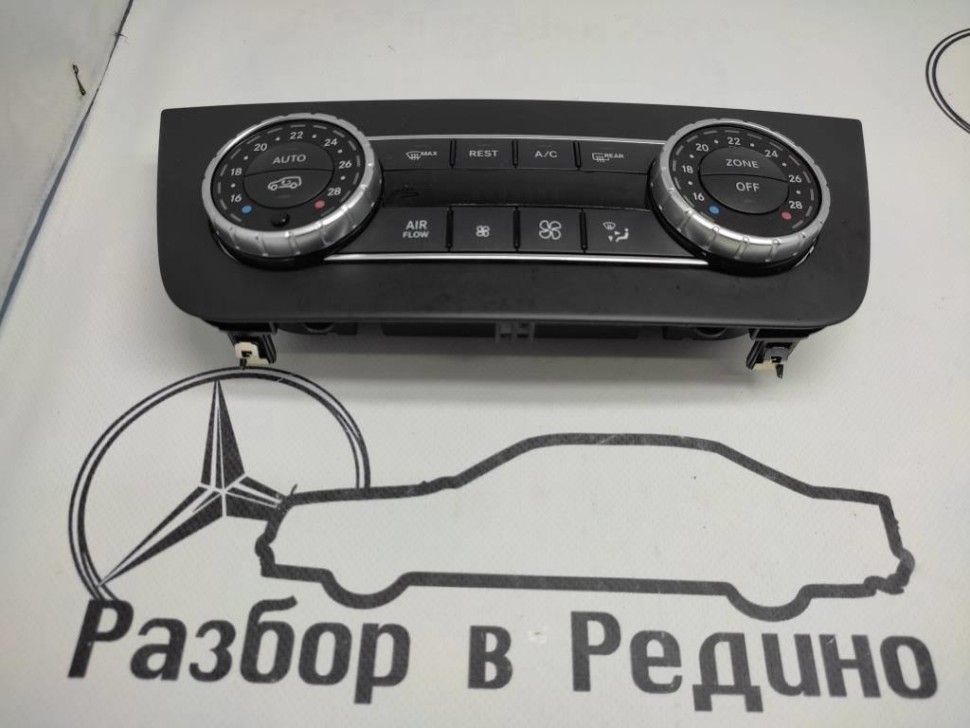 22 22
20 24 20 24
18 AUTO 26 MAX REST A/C REAR 18 ZONE 26
16 28 16 OFF 28
AIR
FLOW
Разбор в Редино